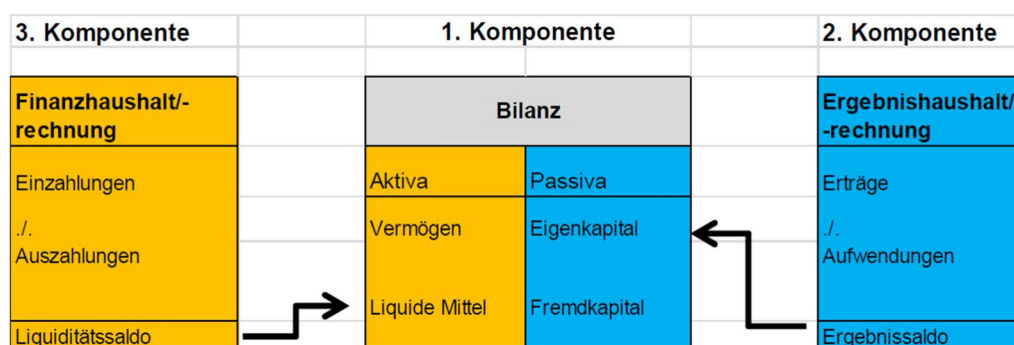 3. Komponente
1. Komponente
2. Komponente
Finanzhaushalt/-
rechnung
Bilanz
Ergebnishaushalt/
-rechnung
Einzahlungen
Aktiva
Passiva
Erträge
./.
Auszahlungen
Vermögen
Eigenkapital
./.
Aufwendungen
Liquide Mittel
Fremdkapital
Liquiditätssaldo
Ergebnissaldo